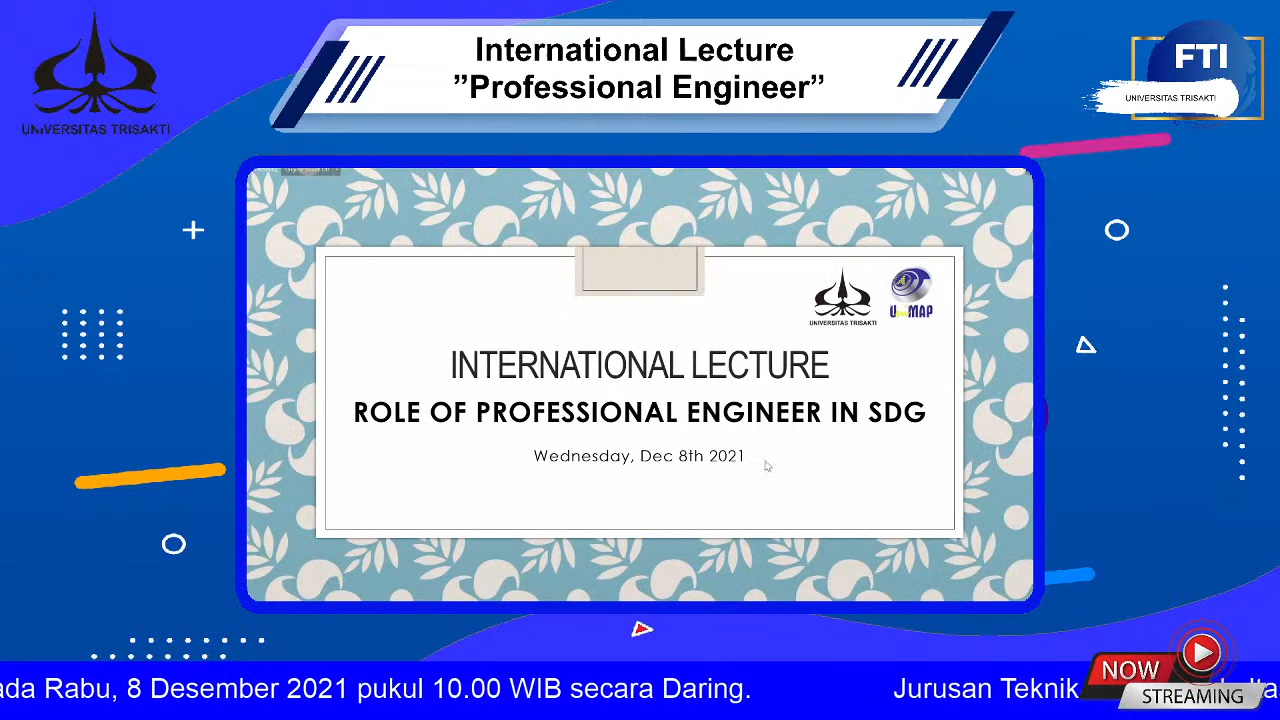 International Lecture
”Professional Engineer”
UNIVERSITAS TRISAKTI
FTI
UNIVERSITAS TRISAKTI
UNIVERSITAS TRISAKTI
UniMAP
INTERNATIONAL LECTURE
ROLE OF PROFESSIONAL ENGINEER IN SDG
Wednesday, Dec 8th 2021
Rabu, 8 Desember 2021 pukul 10.00 WIB secara Daring.
Jurusan Teknik
NOW
STREAMING